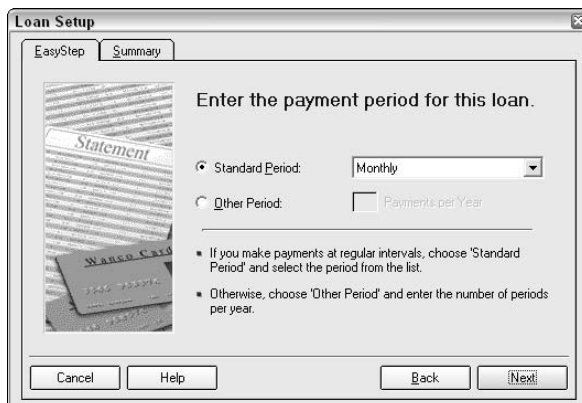 Loan Setup
EasyStep Summary
Statement
Wanco Card
Enter the payment period for this loan.
Standard Period: Monthly
Other Period: Payments per Year
If you make payments at regular intervals, choose 'Standard
Period' and select the period from the list.
Otherwise, choose 'Other Period' and enter the number of periods
per year.
Cancel Help Back Next